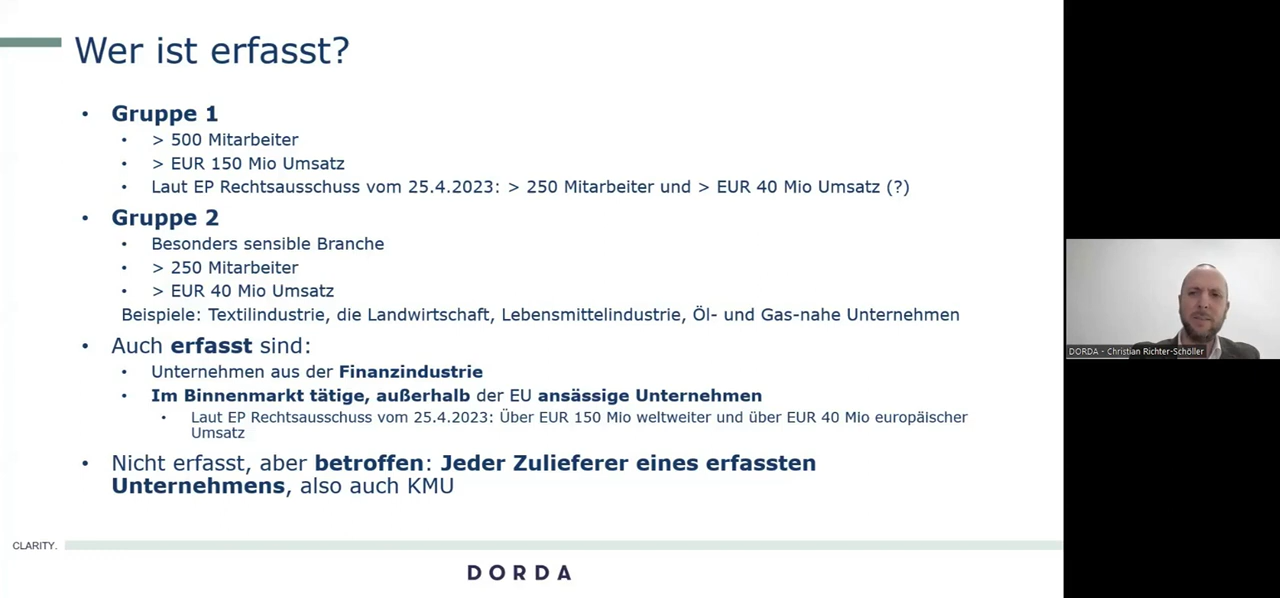 Wer ist erfasst?
• Gruppe 1
• > 500 Mitarbeiter
• > EUR 150 Mio Umsatz
• Laut EP Rechtsausschuss vom 25.4.2023: > 250 Mitarbeiter und > EUR 40 Mio Umsatz (?)
• Gruppe 2
• Besonders sensible Branche
• > 250 Mitarbeiter
• > EUR 40 Mio Umsatz
Beispiele: Textilindustrie, die Landwirtschaft, Lebensmittelindustrie, Öl- und Gas-nahe Unternehmen
• Auch erfasst sind:
• Unternehmen aus der Finanzindustrie
• Im Binnenmarkt tätige, außerhalb der EU ansässige Unternehmen
• Laut EP Rechtsausschuss vom 25.4.2023: Über EUR 150 Mio weltweiter und über EUR 40 Mio europäischer
Umsatz
• Nicht erfasst, aber betroffen: Jeder Zulieferer eines erfassten
Unternehmens, also auch KMU
CLARITY.
DORDA
DORDA - Christian Richter-Schöller